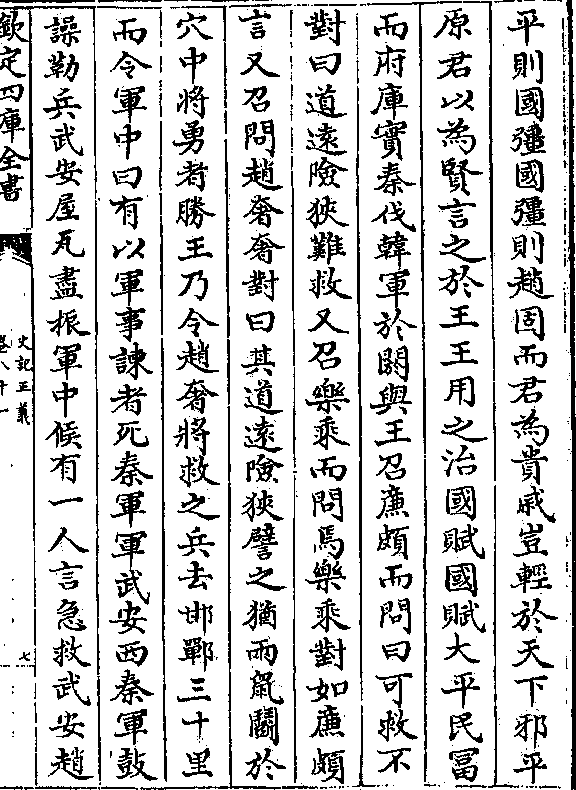 平則國彊國彊則趙固而君為貴戚豈輕於天下邪平
原君以為賢言之於王王用之治國賦國賦大平民冨
而府庫實秦伐韓軍於閼與王召㢘頗而問曰可救不
對曰道逺險狹難救又召樂乘而問焉樂乘對如㢘頗
言又召問趙奢奢對曰其道逺險狹譬之猶兩䑕鬭於
穴中將勇者勝王乃令趙奢將救之兵去邯鄲三十里
而令軍中曰有以軍事諫者死秦軍軍武安西秦軍鼓
譟勒兵武安屋瓦盡振軍中候有一人言急救武安趙
欽定四庫全書
史記正義
卷八十一
七